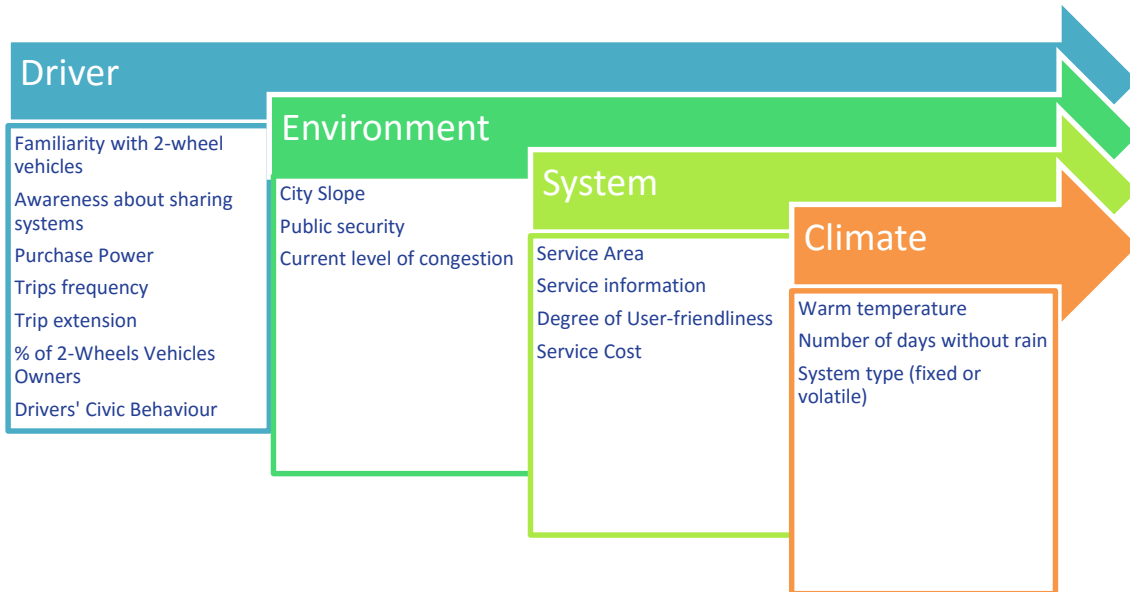 Driver
Familiarity with 2-wheel
vehicles
Awareness about sharing
systems
Purchase Power
Trips frequency
Trip extension
% of 2-Wheels Vehicles
Owners
Drivers' Civic Behaviour
Environment
City Slope
Public security
Current level of congestion
System
Service Area
Service information
Degree of User-friendliness
Service Cost
Climate
Warm temperature
Number of days without rain
System type (fixed or
volatile)